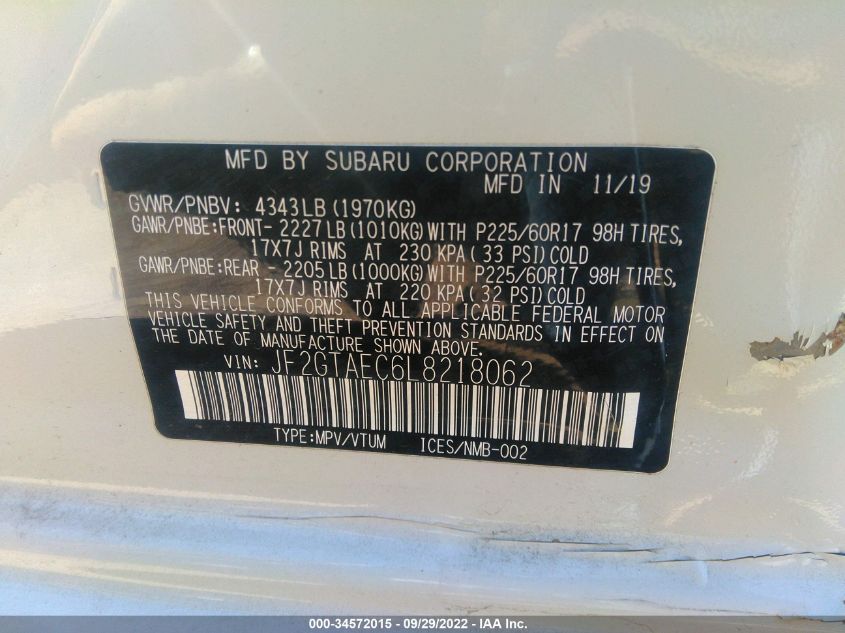 MFD BY SUBARU CORPORATION
MFD IN 11/19
GVWR/PNBV: 4343LB (1970KG)
GAWR/PNBE:FRONT- 2227LB (1010KG) WITH P225/60R17 98H TIRES,
17X7J RIMS AT 230 KPA (33 PSI) COLD
GAWR/PNBE:REAR - 2205LB (1000KG) WITH P225/60R17 98H TIRES,
17X7J RIMS AT 220 KPA (32 PSI) COLD
THIS VEHICLE CONFORMS TO ALL APPLICABLE FEDERAL MOTOR
VEHICLE SAFETY AND THEFT PREVENTION STANDARDS IN EFFECT ON
THE DATE OF MANUFACTURE SHOWN ABOVE.
VIN: JF2GTAEC6L8218062
TYPE:MPV/VTUM ICES/NMB-002
000-34572015 - 09/29/2022 - IAA Inc.